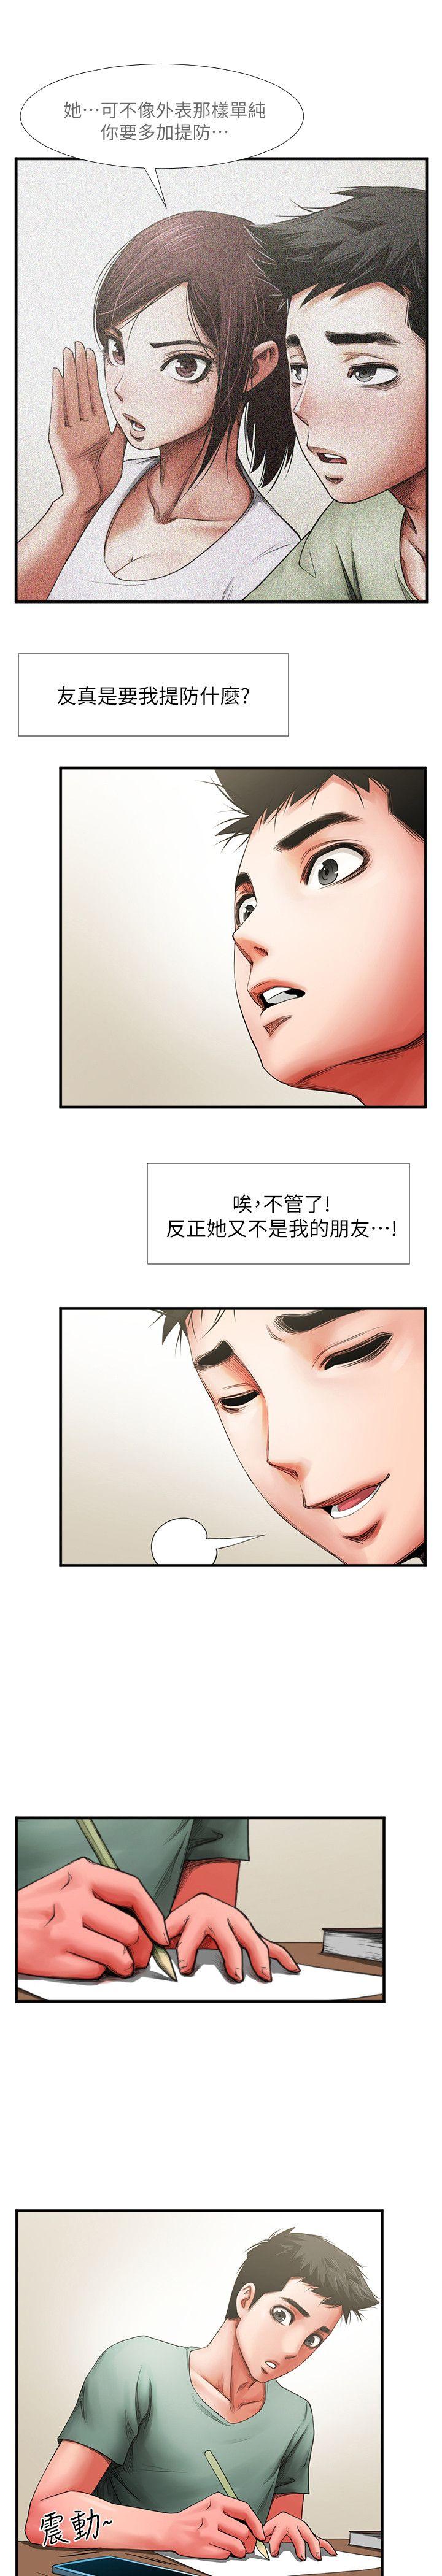 她⋯可不像外表那樣單純
你要多加提防⋯
友真是要我提防什麼?
唉，不管了!
反正她又不是我的朋友⋯!
震動~